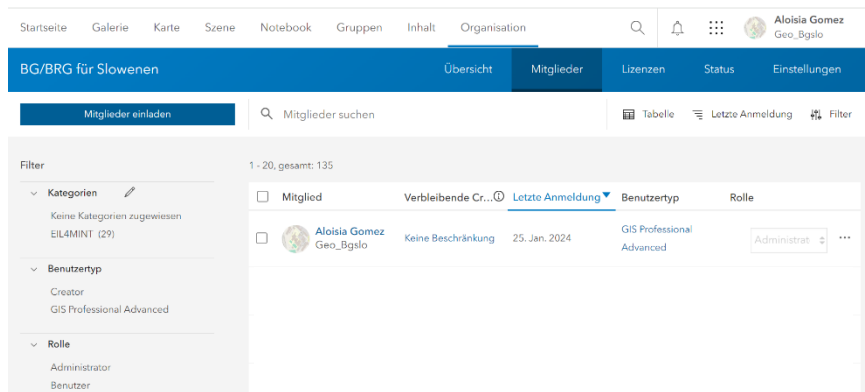 Startseite Galerie Karte Szene Notebook Gruppen Inhalt Organisation
Aloisia Gomez
Geo_Bgslo
BG/BRG für Slowenen Übersicht Mitglieder Lizenzen Status Einstellungen
Mitglieder einladen Mitglieder suchen Tabelle Letzte Anmeldung Filter
Filter
1 - 20, gesamt: 135
Kategorien
Keine Kategorien zugewiesen
EIL4MINT (29)
Benutzertyp
Creator
GIS Professional Advanced
Rolle
Administrator
Benutzer
Mitglied Verbleibende Cr... Letzte Anmeldung Benutzertyp Rolle
Aloisia Gomez
Geo_Bgslo
Keine Beschränkung 25. Jan. 2024
GIS Professional
Advanced
Administrat